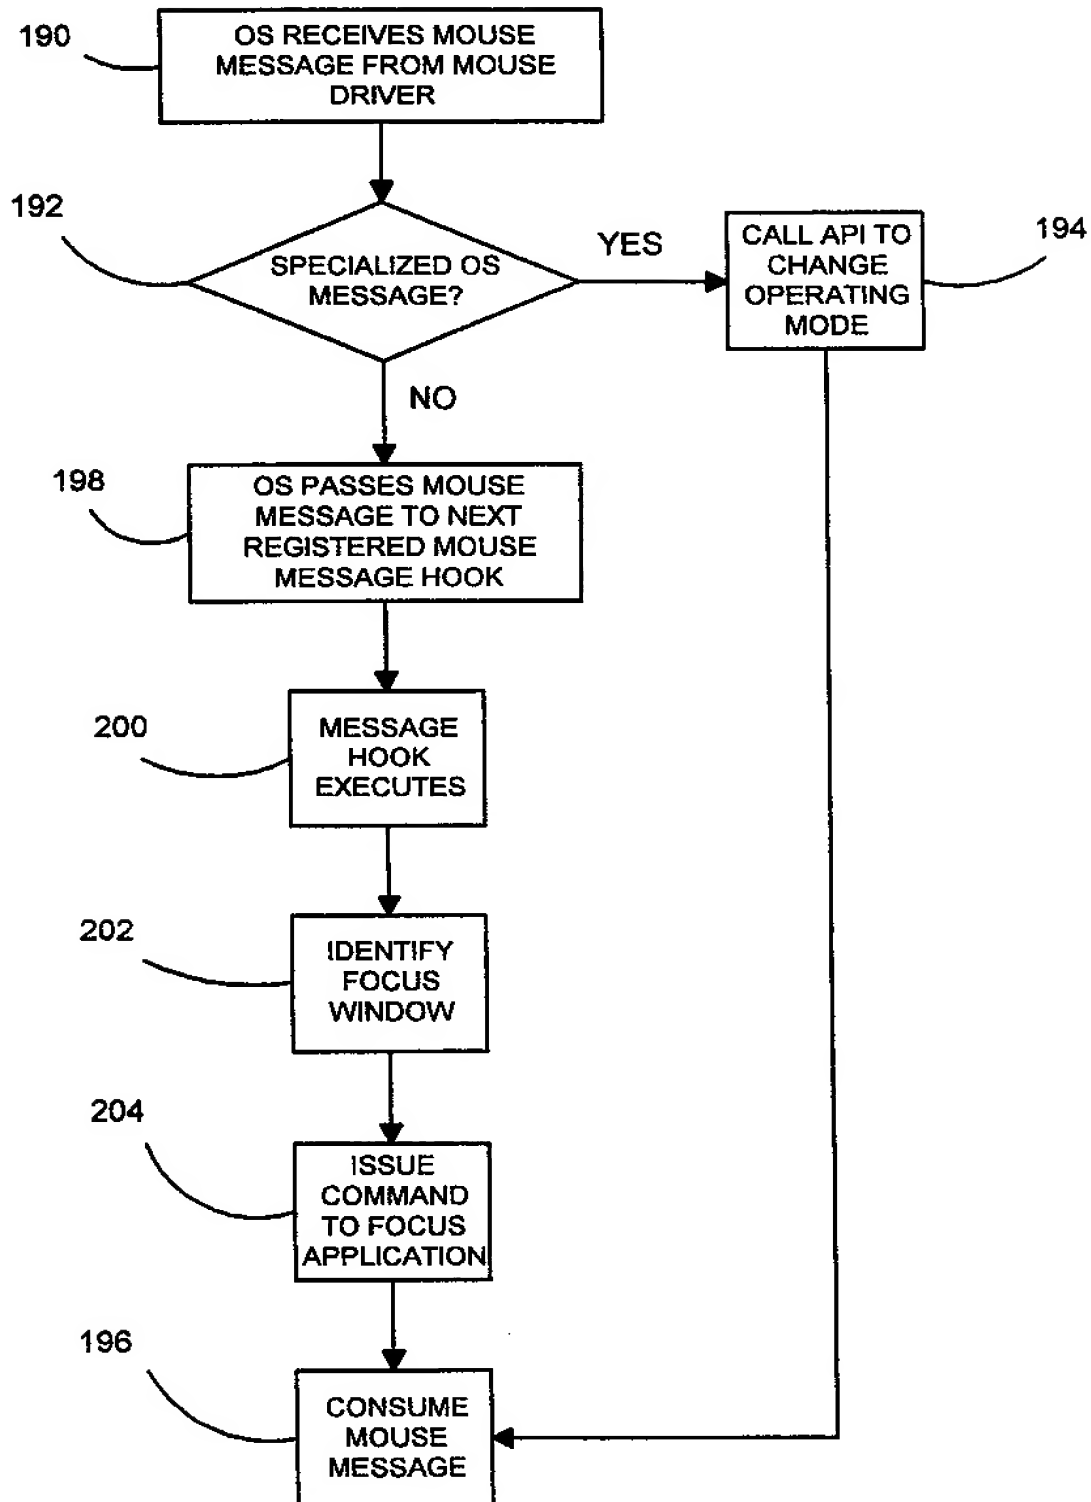 190
OS RECEIVES MOUSE
MESSAGE FROM MOUSE
DRIVER
192
SPECIALIZED OS
MESSAGE?
YES
CALL API TO
CHANGE
OPERATING
MODE
194
NO
198
OS PASSES MOUSE
MESSAGE TO NEXT
REGISTERED MOUSE
MESSAGE HOOK
200
MESSAGE
HOOK
EXECUTES
202
IDENTIFY
FOCUS
WINDOW
204
ISSUE
COMMAND
TO FOCUS
APPLICATION
196
CONSUME
MOUSE
MESSAGE